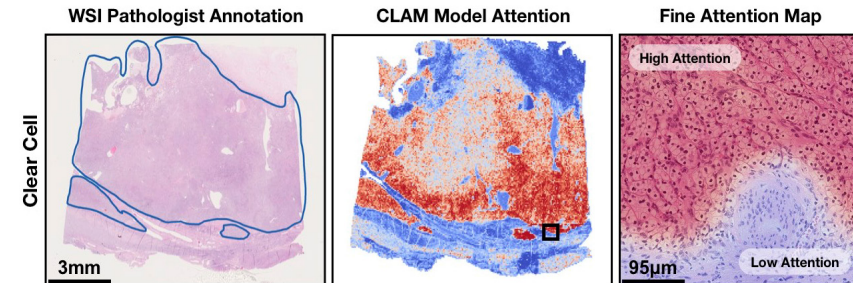 WSI Pathologist Annotation
CLAM Model Attention
Fine Attention Map
Clear Cell
High Attention
Low Attention
3mm
95µm